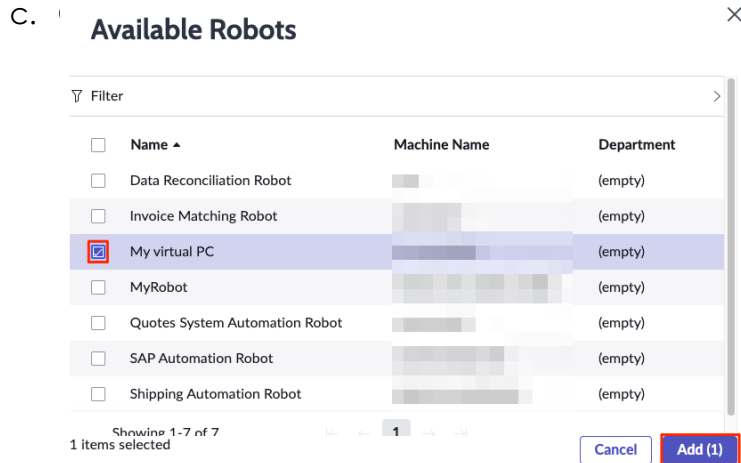 c.
Available Robots
Filter
Name Machine Name Department
Data Reconciliation Robot (empty)
Invoice Matching Robot (empty)
My virtual PC (empty)
MyRobot (empty)
Quotes System Automation Robot (empty)
SAP Automation Robot (empty)
Shipping Automation Robot (empty)
Showing 1-7 of 7 1
1 items selected
Cancel Add (1)